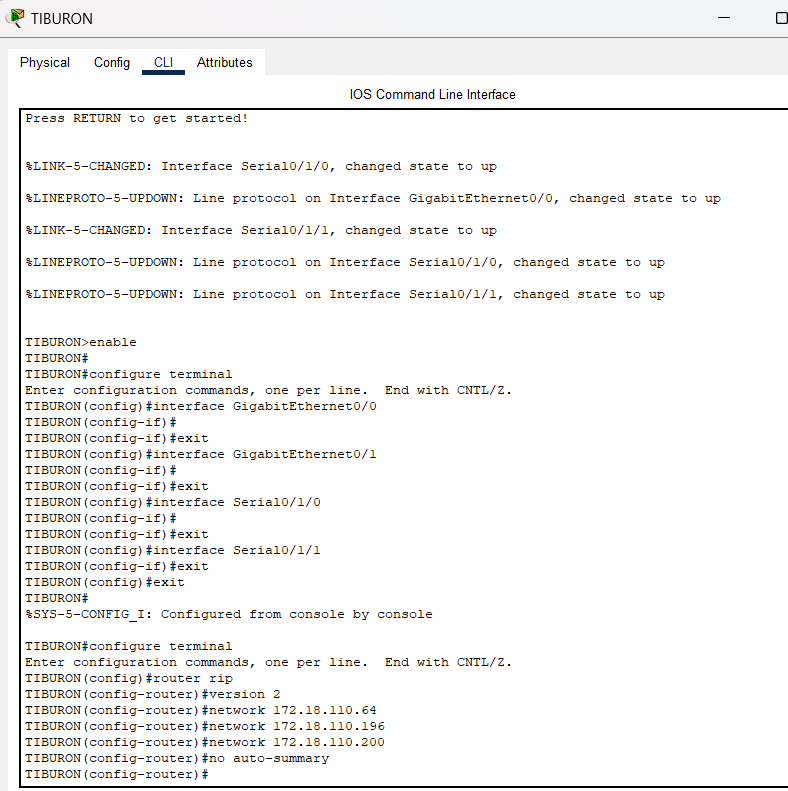 TIBURON
Physical Config CLI Attributes
IOS Command Line Interface
Press RETURN to get started!
%LINK-5-CHANGED: Interface Serial0/1/0, changed state to up
%LINEPROTO-5-UPDOWN: Line protocol on Interface GigabitEthernet0/0, changed state to up
%LINK-5-CHANGED: Interface Serial0/1/1, changed state to up
%LINEPROTO-5-UPDOWN: Line protocol on Interface Serial0/1/0, changed state to up
%LINEPROTO-5-UPDOWN: Line protocol on Interface Serial0/1/1, changed state to up
TIBURON>enable
TIBURON#
TIBURON#configure terminal
Enter configuration commands, one per line.  End with CNTL/Z.
TIBURON(config)#interface GigabitEthernet0/0
TIBURON(config-if)#
TIBURON(config-if)#exit
TIBURON(config)#interface GigabitEthernet0/1
TIBURON(config-if)#
TIBURON(config-if)#exit
TIBURON(config)#interface Serial0/1/0
TIBURON(config-if)#
TIBURON(config-if)#exit
TIBURON(config)#interface Serial0/1/1
TIBURON(config-if)#exit
TIBURON(config)#exit
TIBURON#
%SYS-5-CONFIG_I: Configured from console by console
TIBURON#configure terminal
Enter configuration commands, one per line.  End with CNTL/Z.
TIBURON(config)#router rip
TIBURON(config-router)#version 2
TIBURON(config-router)#network 172.18.110.64
TIBURON(config-router)#network 172.18.110.196
TIBURON(config-router)#network 172.18.110.200
TIBURON(config-router)#no auto-summary
TIBURON(config-router)#